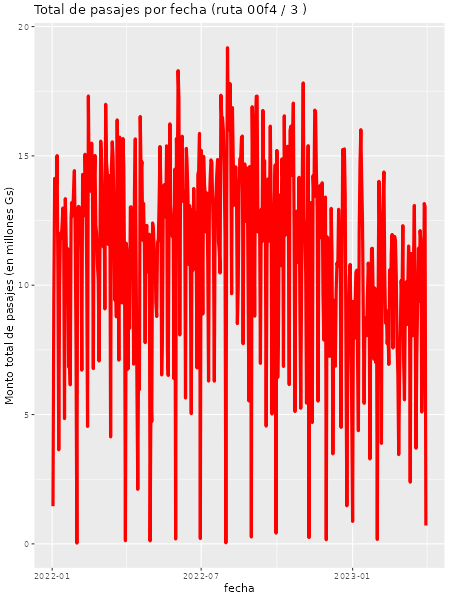 Total de pasajes por fecha (ruta 00f4 / 3 )
Monto total de pasajes (en millones Gs)
20
15
10
5
0
2022-01
2022-07
2023-01
fecha